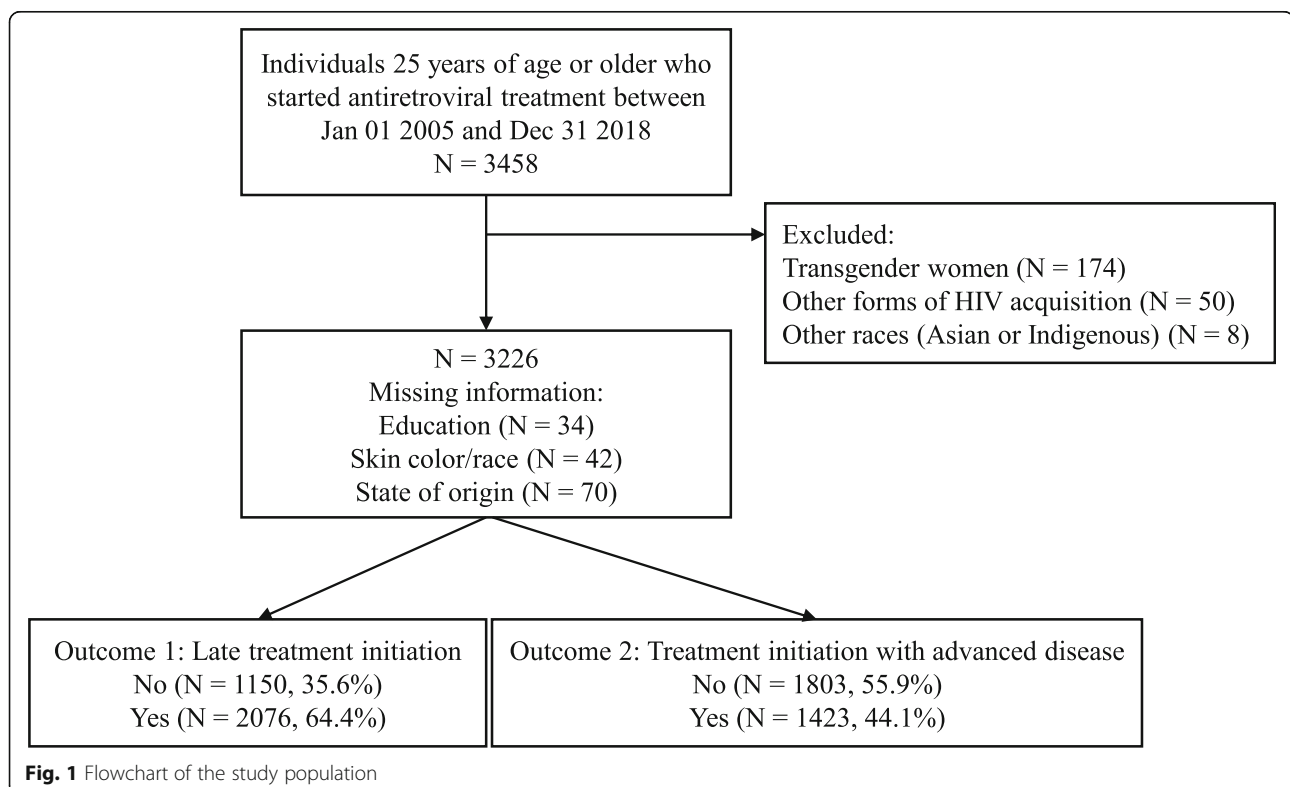 Individuals 25 years of age or older who
started antiretroviral treatment between
Jan 01 2005 and Dec 31 2018
N = 3458
Excluded:
Transgender women (N = 174)
Other forms of HIV acquisition (N = 50)
Other races (Asian or Indigenous) (N = 8)
N = 3226
Missing information:
Education (N = 34)
Skin color/race (N = 42)
State of origin (N = 70)
Outcome 1: Late treatment initiation
No (N = 1150, 35.6%)
Yes (N = 2076, 64.4%)
Outcome 2: Treatment initiation with advanced disease
No (N = 1803, 55.9%)
Yes (N = 1423, 44.1%)
Fig. 1 Flowchart of the study population